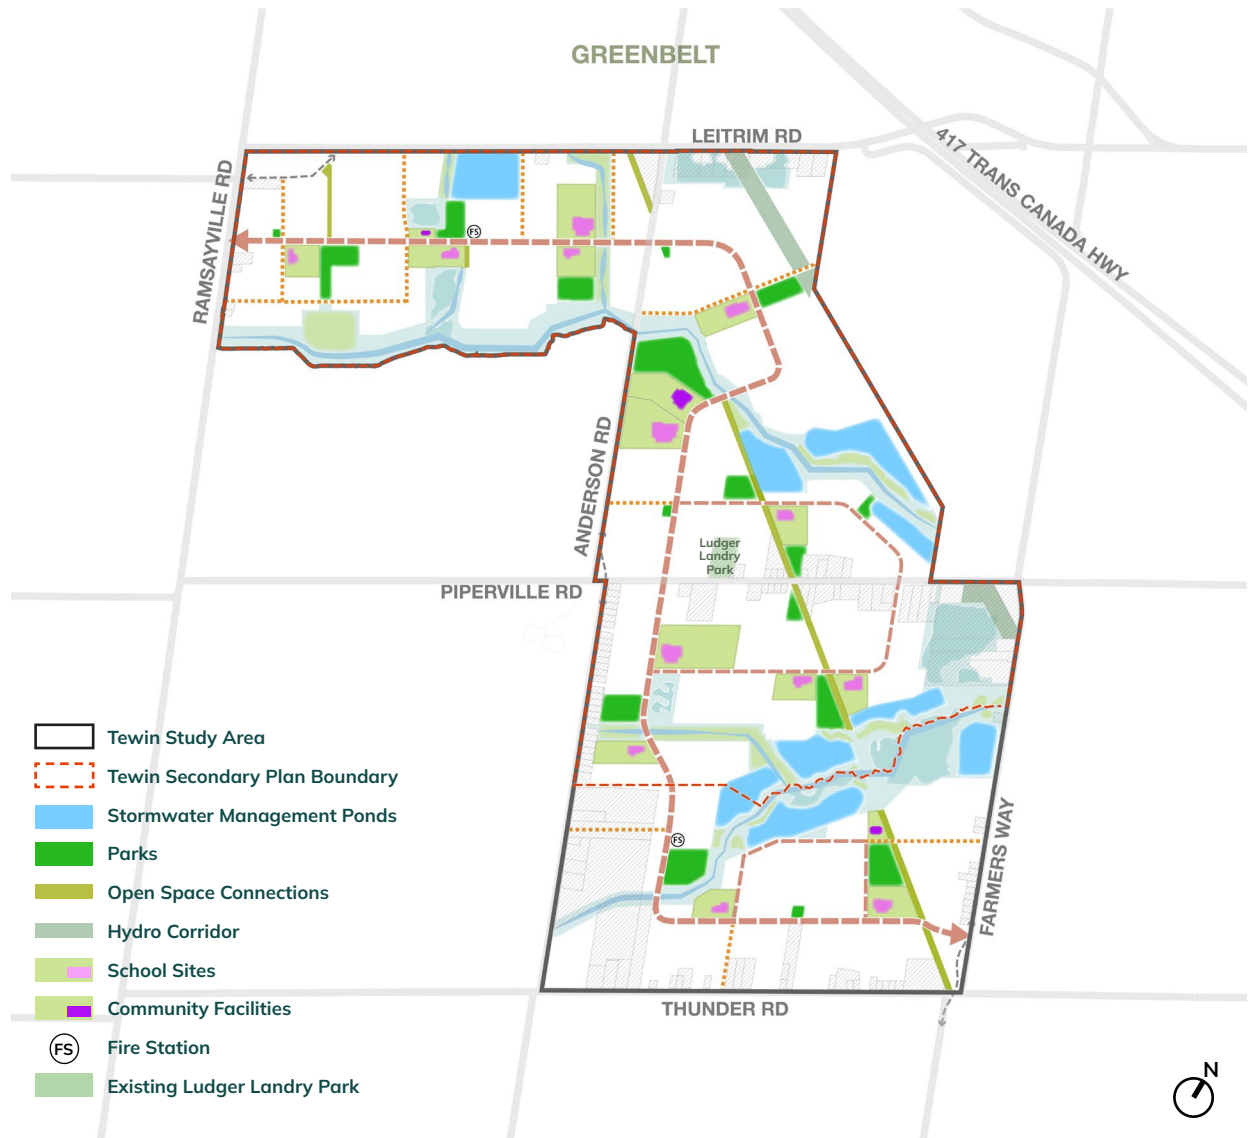 GREENBELT
LEITRIM RD
417 TRANS CANADA HWY
RAMSAYVILLE RD
FS
ANDERSON RD
Ludger
Landry
Park
PIPERVILLE RD
FS
FARMERS WAY
THUNDER RD
Tewin Study Area
Tewin Secondary Plan Boundary
Stormwater Management Ponds
Parks
Open Space Connections
Hydro Corridor
School Sites
Community Facilities
FS Fire Station
Existing Ludger Landry Park
N